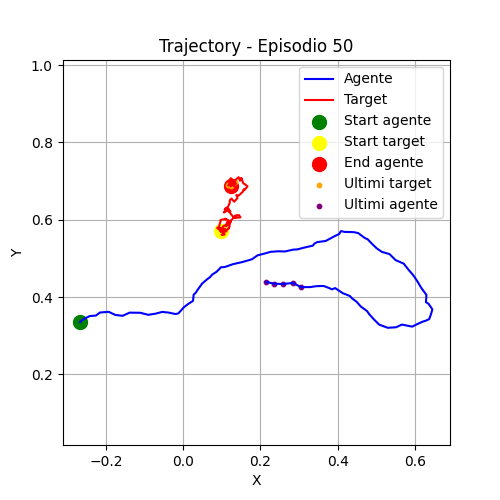 Trajectory - Episodio 50
1.0
0.8
0.6
0.4
0.2
Y
−0.2
0.0
0.2
0.4
0.6
X
Agente
Target
Start agente
Start target
End agente
Ultimi target
Ultimi agente